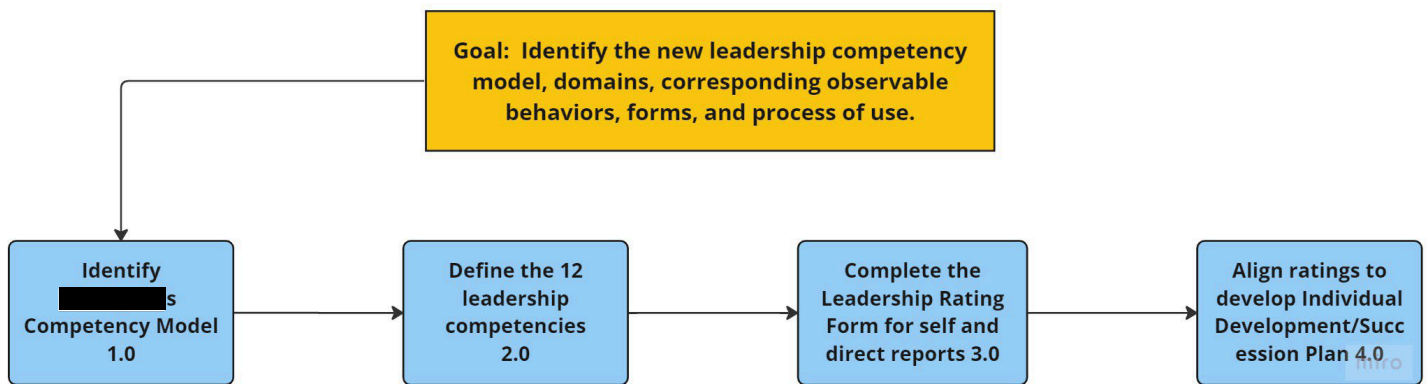 Goal:  Identify the new leadership competency
model, domains, corresponding observable
behaviors, forms, and process of use.
Identify
s
Competency Model
1.0
Define the 12
leadership
competencies
2.0
Complete the
Leadership Rating
Form for self and
direct reports 3.0
Align ratings to
develop Individual
Development/Succ
ession Plan 4.0
miro